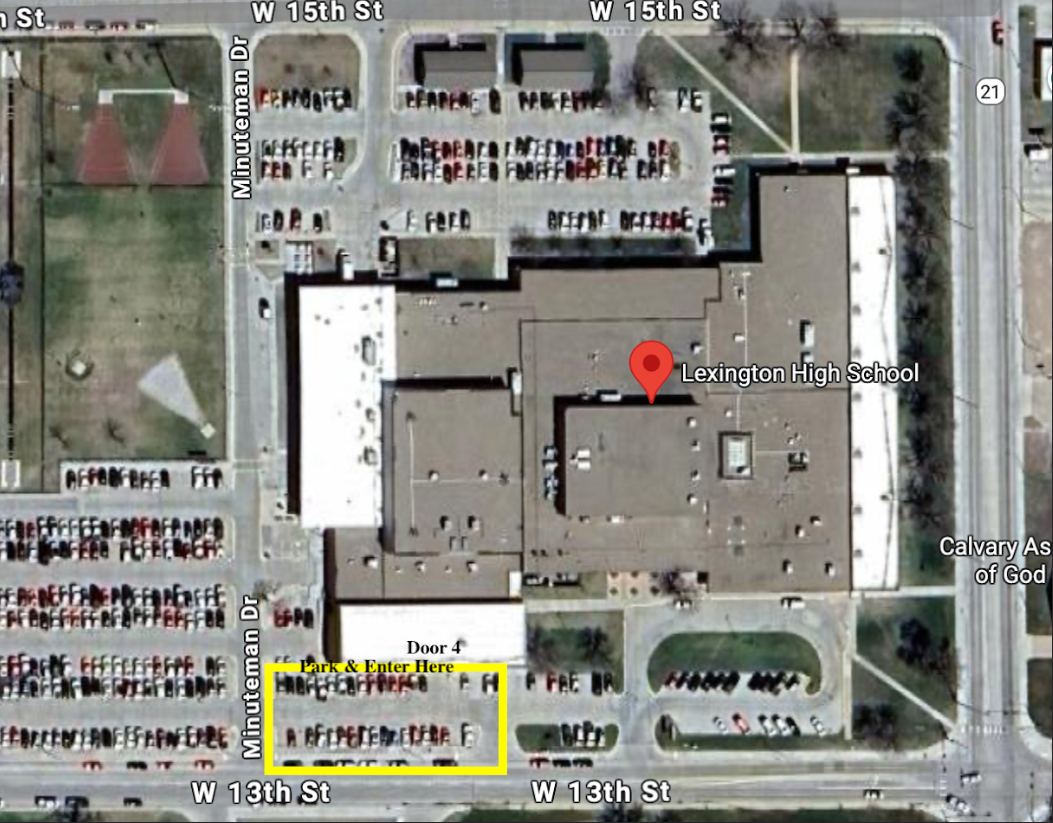 h St
W 15th St
W 15th St
Minuteman Dr
21
Lexington High School
Calvary As
of God
Minuteman Dr
Door 4
Park & Enter Here
W 13th St
W 13th St